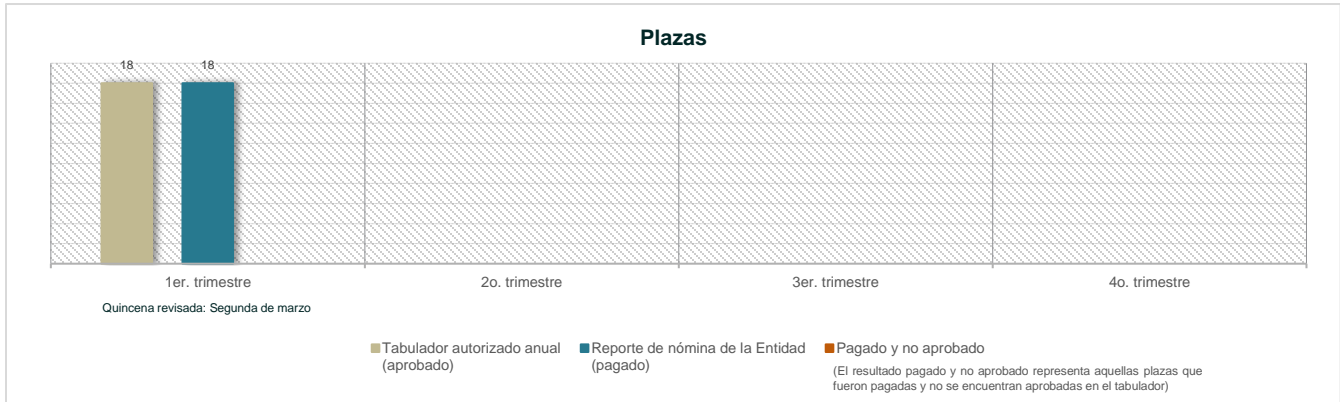 Plazas
18 18
1er. trimestre 2o. trimestre 3er. trimestre 4o. trimestre
Quincena revisada: Segunda de marzo
Tabulador autorizado anual
(aprobado)
Reporte de nómina de la Entidad
(pagado)
Pagado y no aprobado
(El resultado pagado y no aprobado representa aquellas plazas que
fueron pagadas y no se encuentran aprobadas en el tabulador)